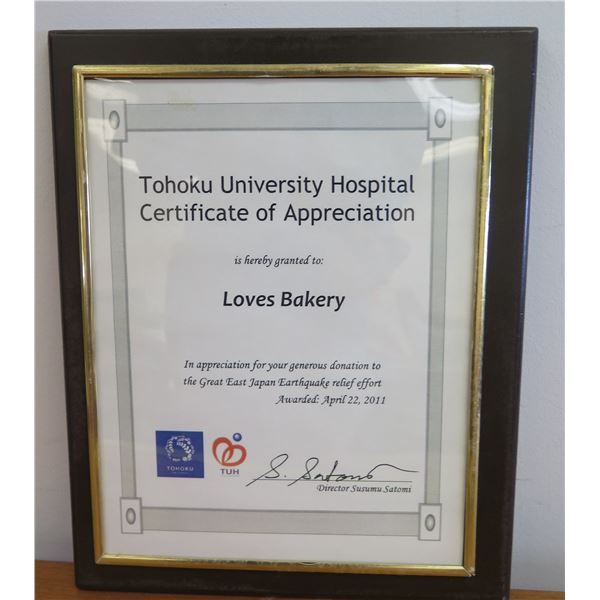 Tohoku University Hospital
Certificate of Appreciation
is hereby granted to:
Loves Bakery
In appreciation for your generous donation to
the Great East Japan Earthquake relief effort
Awarded: April 22, 2011
TOHOKU
TUH
S. Satomi
Director Susumu Satomi